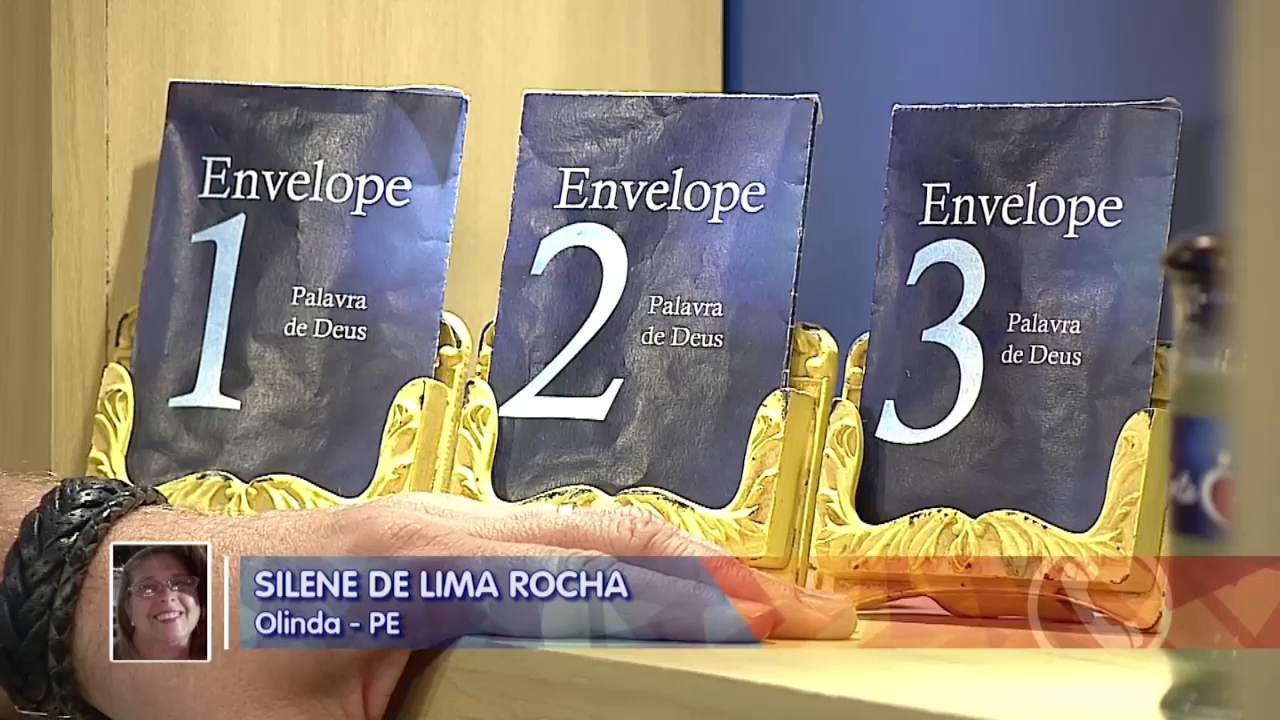 Envelope
1
Palavra
de Deus
Envelope
2
Palavra
de Deus
Envelope
3
Palavra
de Deus
SILENE DE LIMA ROCHA
Olinda - PE